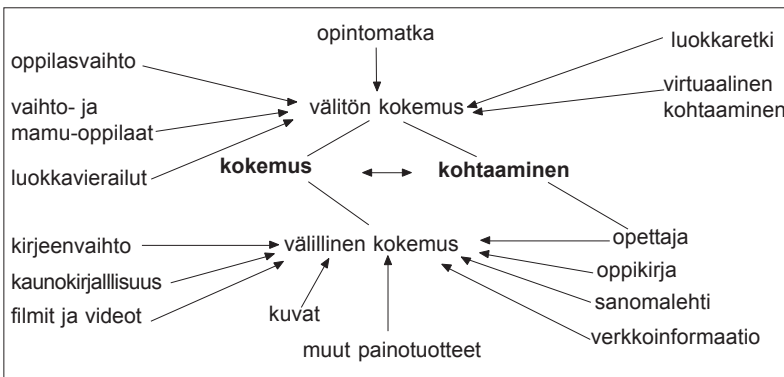 opintomatka
luokkaretki
oppilasvaihto
virtuaalinen
kohtaaminen
vaihto- ja
mamu-oppilaat
välitön kokemus
luokkavierailut
kokemus
kohtaaminen
kirjeenvaihto
välillinen kokemus
opettaja
kaunokirjalllisuus
oppikirja
filmit ja videot
kuvat
sanomalehti
verkkoinformaatio
muut painotuotteet